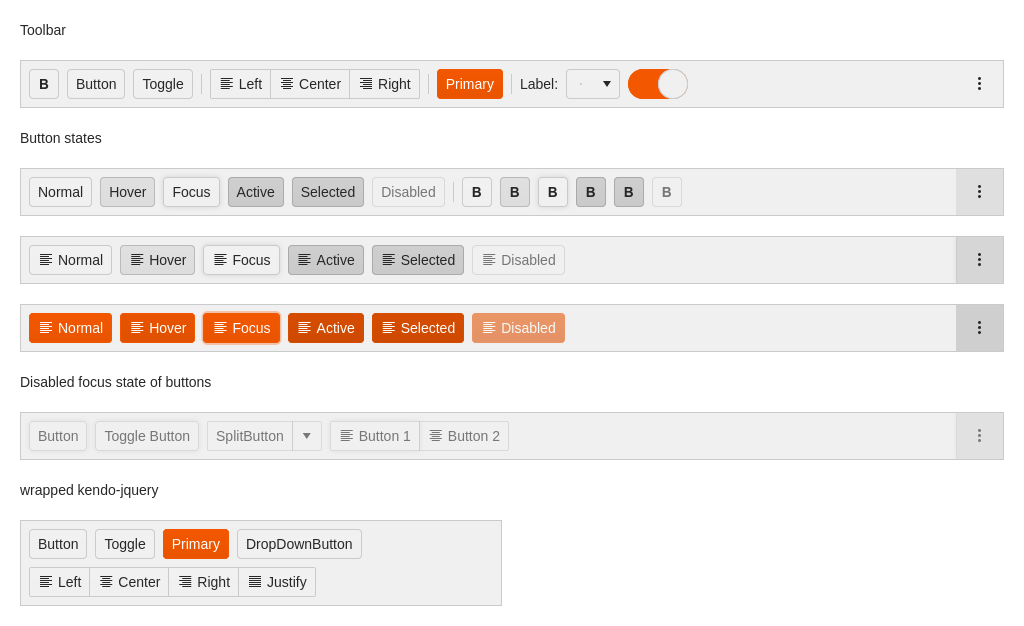 Toolbar
B Button Toggle Left Center Right Primary Label:
Button states
Normal Hover Focus Active Selected Disabled B B B B B B
Normal Hover Focus Active Selected Disabled
Normal Hover Focus Active Selected Disabled
Disabled focus state of buttons
Button Toggle Button SplitButton Button 1 Button 2
wrapped kendo-jquery
Button Toggle Primary DropDownButton
Left Center Right Justify